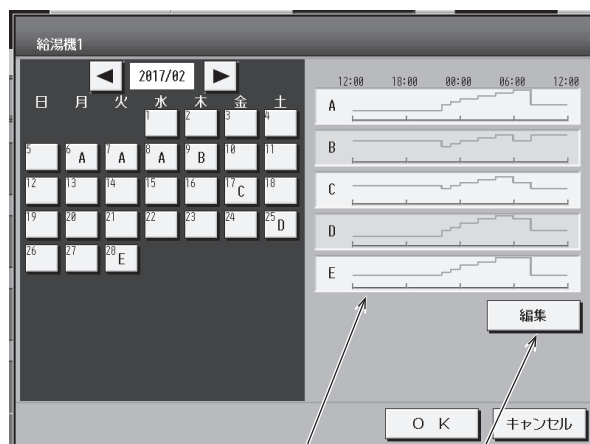 給湯機1
◀ 2017/02 ▶
日 月 火 水 木 金 土
1 2 3 4
5 6 A 7 A 8 A 9 B 10 11
12 13 14 15 16 17 C 18
19 20 21 22 23 24 25 D
26 27 28 E
12:00 18:00 00:00 06:00 12:00
A
B
C
D
E
編集
OK キャンセル